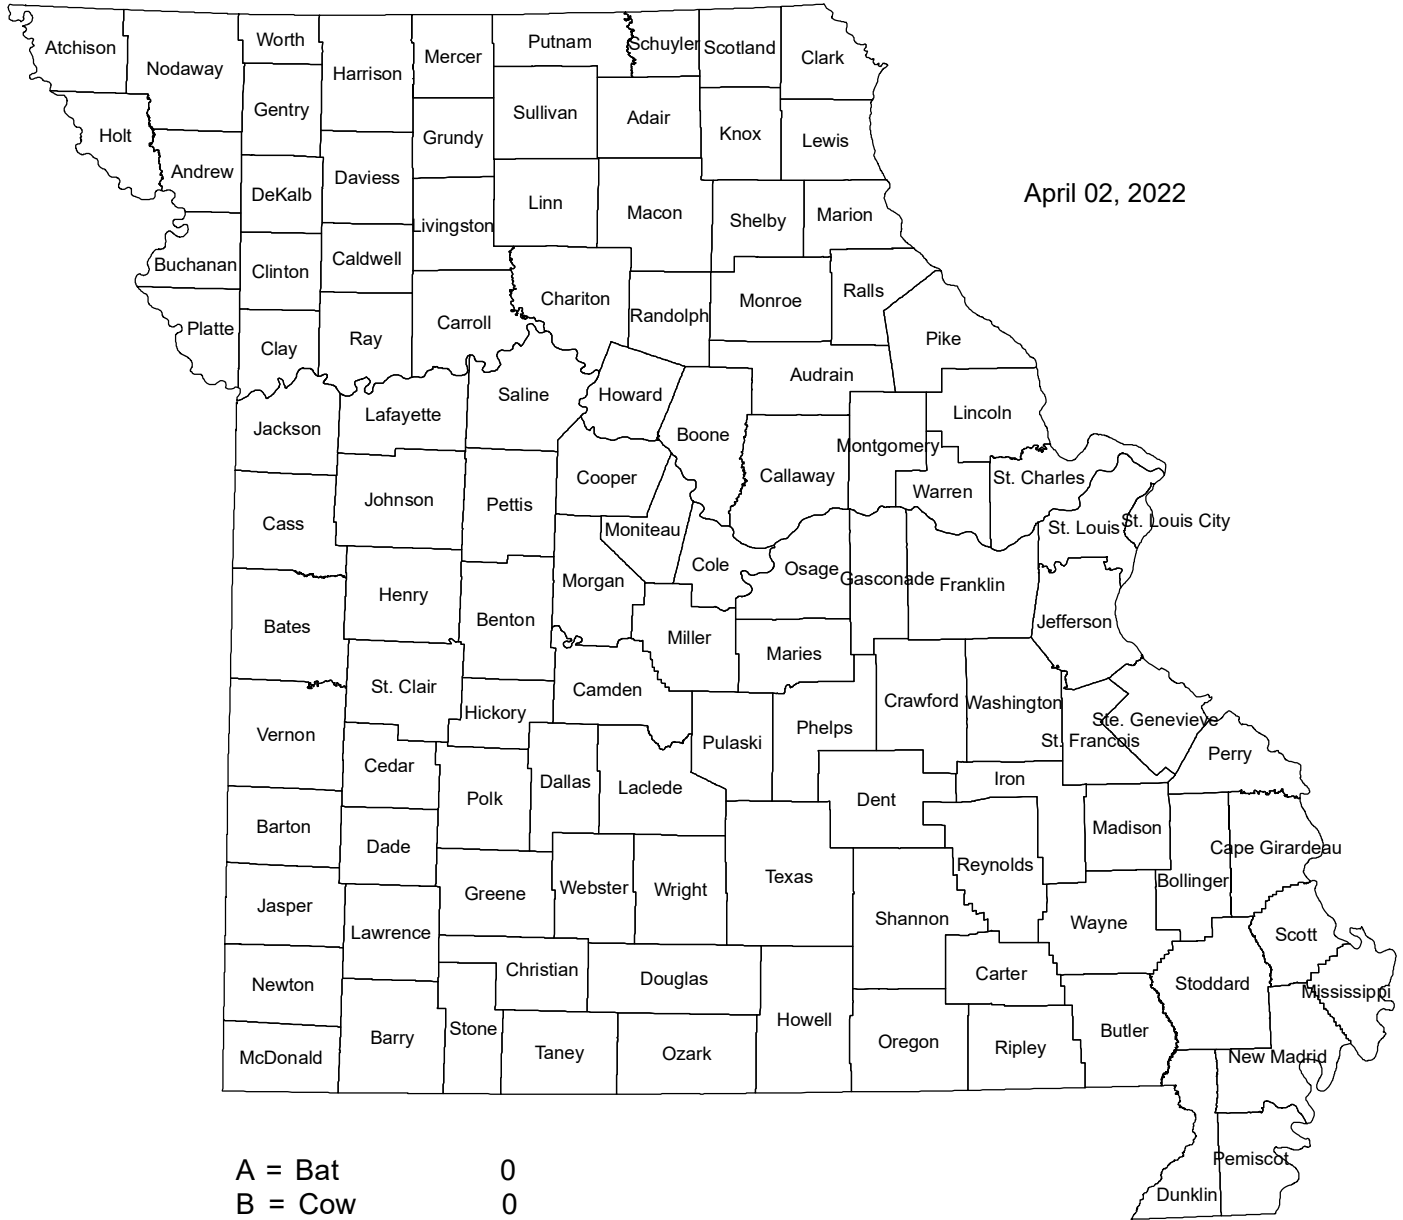 Atchison
Nodaway
Worth
Harrison
Mercer
Putnam
Schuyler
Scotland
Clark
Gentry
Sullivan
Adair
Knox
Lewis
Holt
Andrew
DeKalb
Daviess
Grundy
Linn
Macon
Shelby
Marion
April 02, 2022
Livingston
Buchanan
Clinton
Caldwell
Chariton
Randolph
Monroe
Ralls
Pike
Platte
Clay
Ray
Carroll
Audrain
Saline
Howard
Lafayette
Jackson
Boone
Lincoln
Montgomery
Callaway
Cooper
Warren
St. Charles
Johnson
Pettis
Cass
Moniteau
St. Louis
St. Louis City
Cole
Osage
Gasconade
Franklin
Morgan
Henry
Benton
Bates
Miller
Maries
Jefferson
St. Clair
Camden
Hickory
Crawford
Washington
Ste. Genevieve
St. Francois
Vernon
Pulaski
Phelps
Perry
Cedar
Polk
Dallas
Laclede
Dent
Iron
Barton
Dade
Madison
Cape Girardeau
Reynolds
Bollinger
Texas
Greene
Webster
Wright
Jasper
Lawrence
Shannon
Wayne
Scott
Christian
Douglas
Carter
Newton
Stoddard
Mississippi
Howell
Stone
Barry
Taney
Ozark
Oregon
Ripley
Butler
McDonald
New Madrid
Pemiscot
Dunklin
A = Bat 0
B = Cow 0